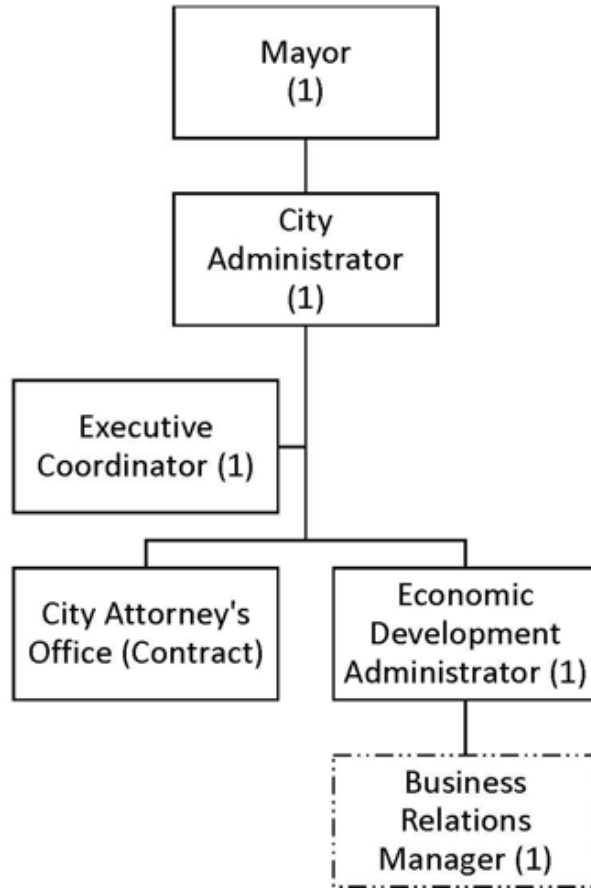 Mayor
(1)
City
Administrator
(1)
Executive
Coordinator (1)
City Attorney's
Office (Contract)
Economic
Development
Administrator (1)
Business
Relations
Manager (1)